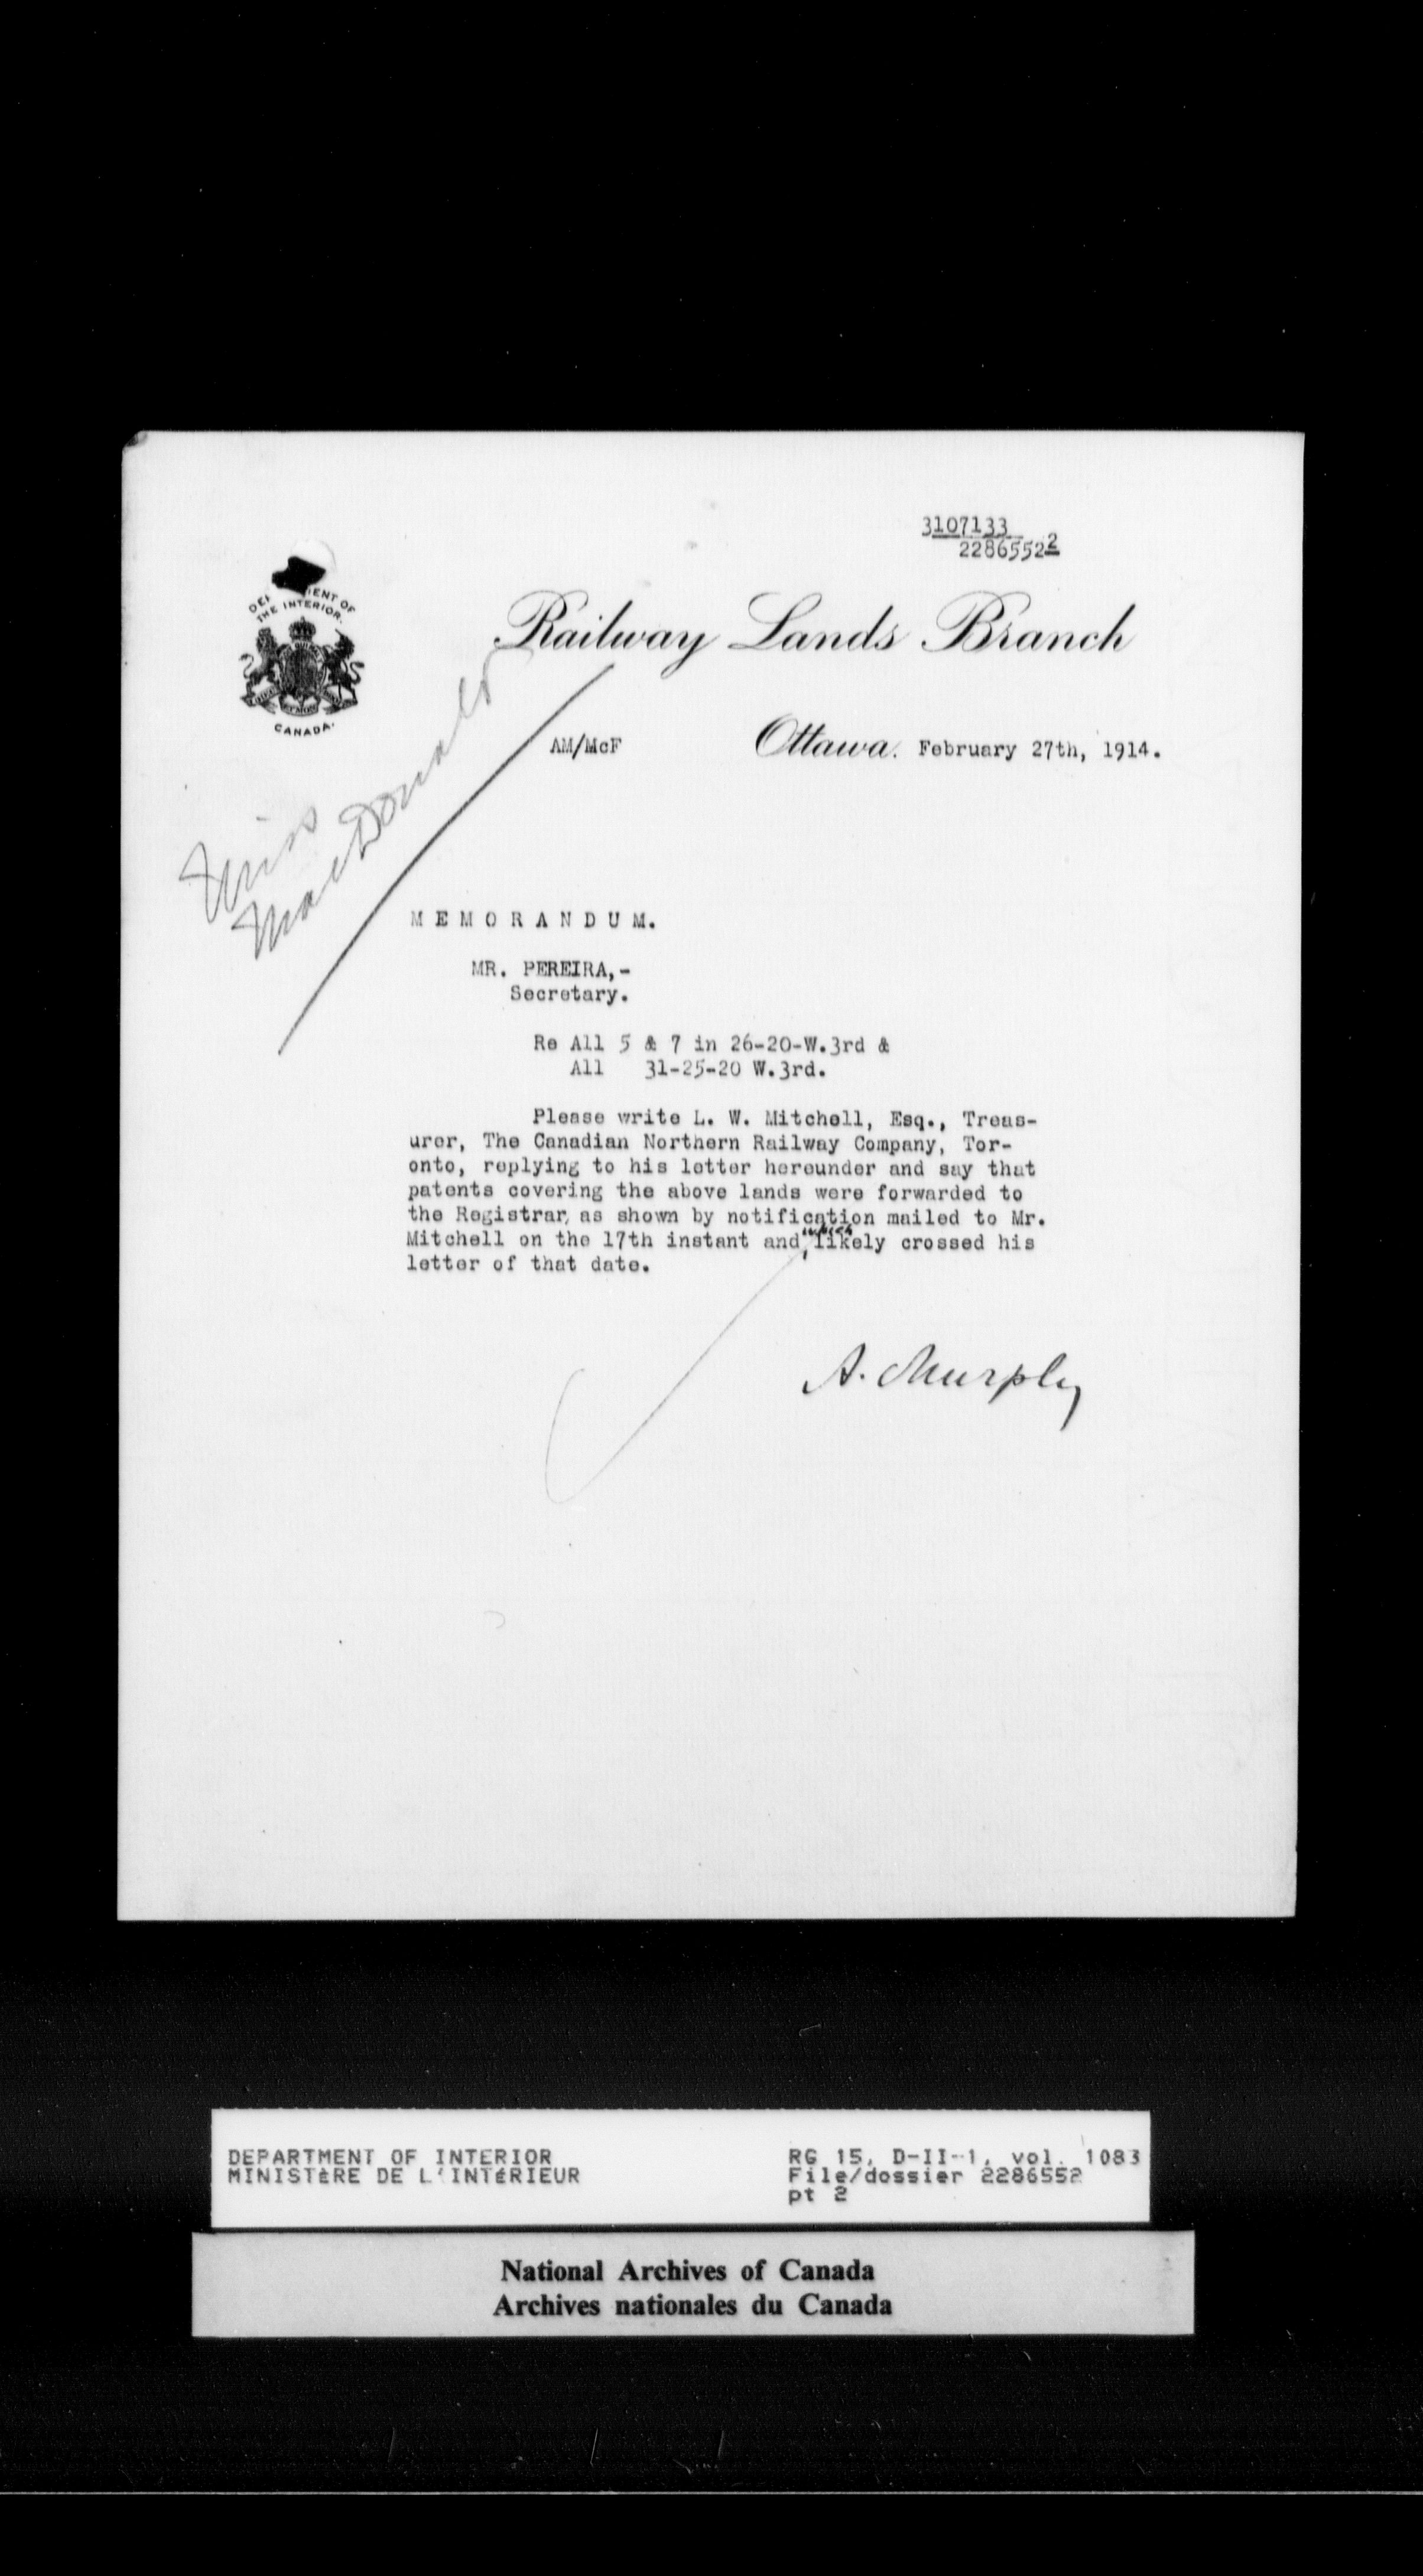 3107133
2286552 2
DEPARTMENT OF
THE INTERIOR.
CANADA.
Railway Lands Branch
AM/McF
Ottawa. February 27th, 1914.
Miss
MacDonald
MEMORANDUM.
MR. PEREIRA,-
Secretary.
Re All 5 & 7 in 26-20-W.3rd &
All 31-25-20 W.3rd.
Please write L. W. Mitchell, Esq., Treas-
urer, The Canadian Northern Railway Company, Tor-
onto, replying to his letter hereunder and say that
patents covering the above lands were forwarded to
the Registrar, as shown by notification mailed to Mr.
which
Mitchell on the 17th instant and likely crossed his
letter of that date.
A. Murphy
DEPARTMENT OF INTERIOR
MINISTÈRE DE L'INTÉRIEUR
RG 15, D-II-1, vol. 1083
File/dossier 2286552
pt 2
National Archives of Canada
Archives nationales du Canada